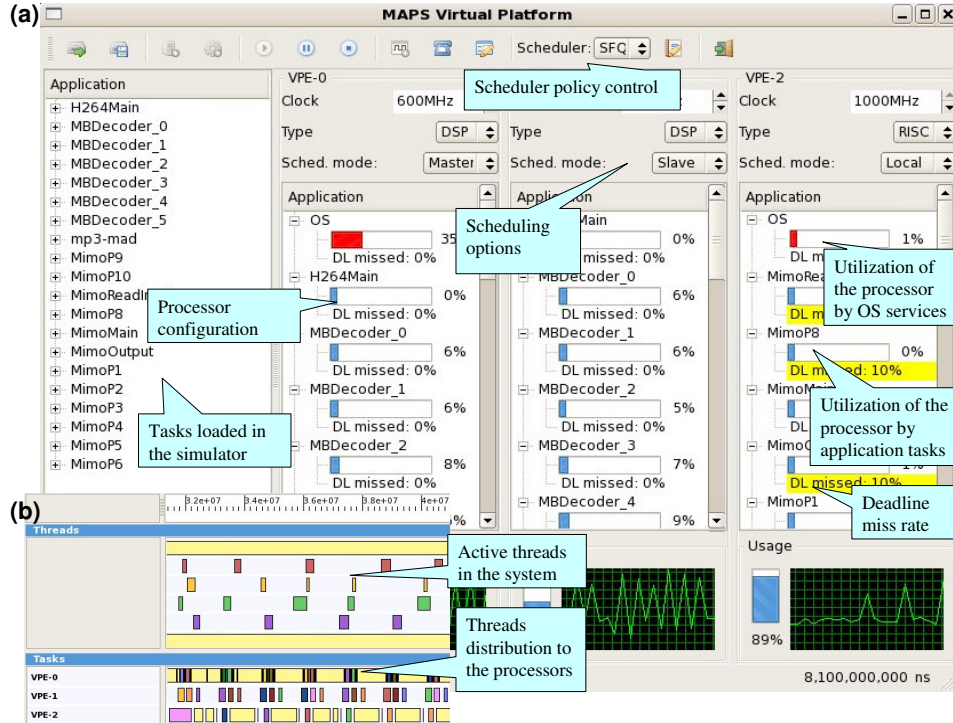 (a)
MAPS Virtual Platform
Scheduler: SFQ
Scheduler policy control
Application
H264Main
MBDecoder_0
MBDecoder_1
MBDecoder_2
MBDecoder_3
MBDecoder_4
MBDecoder_5
mp3-mad
MimoP9
MimoP10
MimoReadIn
MimoP8
MimoMain
MimoOutput
MimoP1
MimoP2
MimoP3
MimoP4
MimoP5
MimoP6
Tasks loaded in
the simulator
VPE-0
Clock 600MHz
Type DSP
Sched. mode: Master
Application
OS
35
DL missed: 0%
H264Main
0%
DL missed: 0%
MBDecoder_0
6%
DL missed: 0%
MBDecoder_1
6%
DL missed: 0%
MBDecoder_2
8%
DL missed: 0%
Processor
configuration
Type DSP
Sched. mode: Slave
Scheduling
options
Main
0%
DL missed: 0%
MBDecoder_0
6%
DL missed: 0%
MBDecoder_1
6%
DL missed: 0%
MBDecoder_2
5%
DL missed: 0%
MBDecoder_3
7%
DL missed: 0%
MBDecoder_4
9%
VPE-2
Clock 1000MHz
Type RISC
Sched. mode: Local
Application
OS
1%
Utilization of
the processor
by OS services
MimoP8
0%
DL missed: 10%
Utilization of the
processor by
application tasks
1%
DL missed: 10%
MimoP1
Deadline
miss rate
Usage
89%
8,100,000,000 ns
(b)
3.2e+07 3.4e+07 3.6e+07 3.8e+07 4e+07
Threads
Active threads
in the system
Threads
distribution to
the processors
Tasks
VPE-0
VPE-1
VPE-2